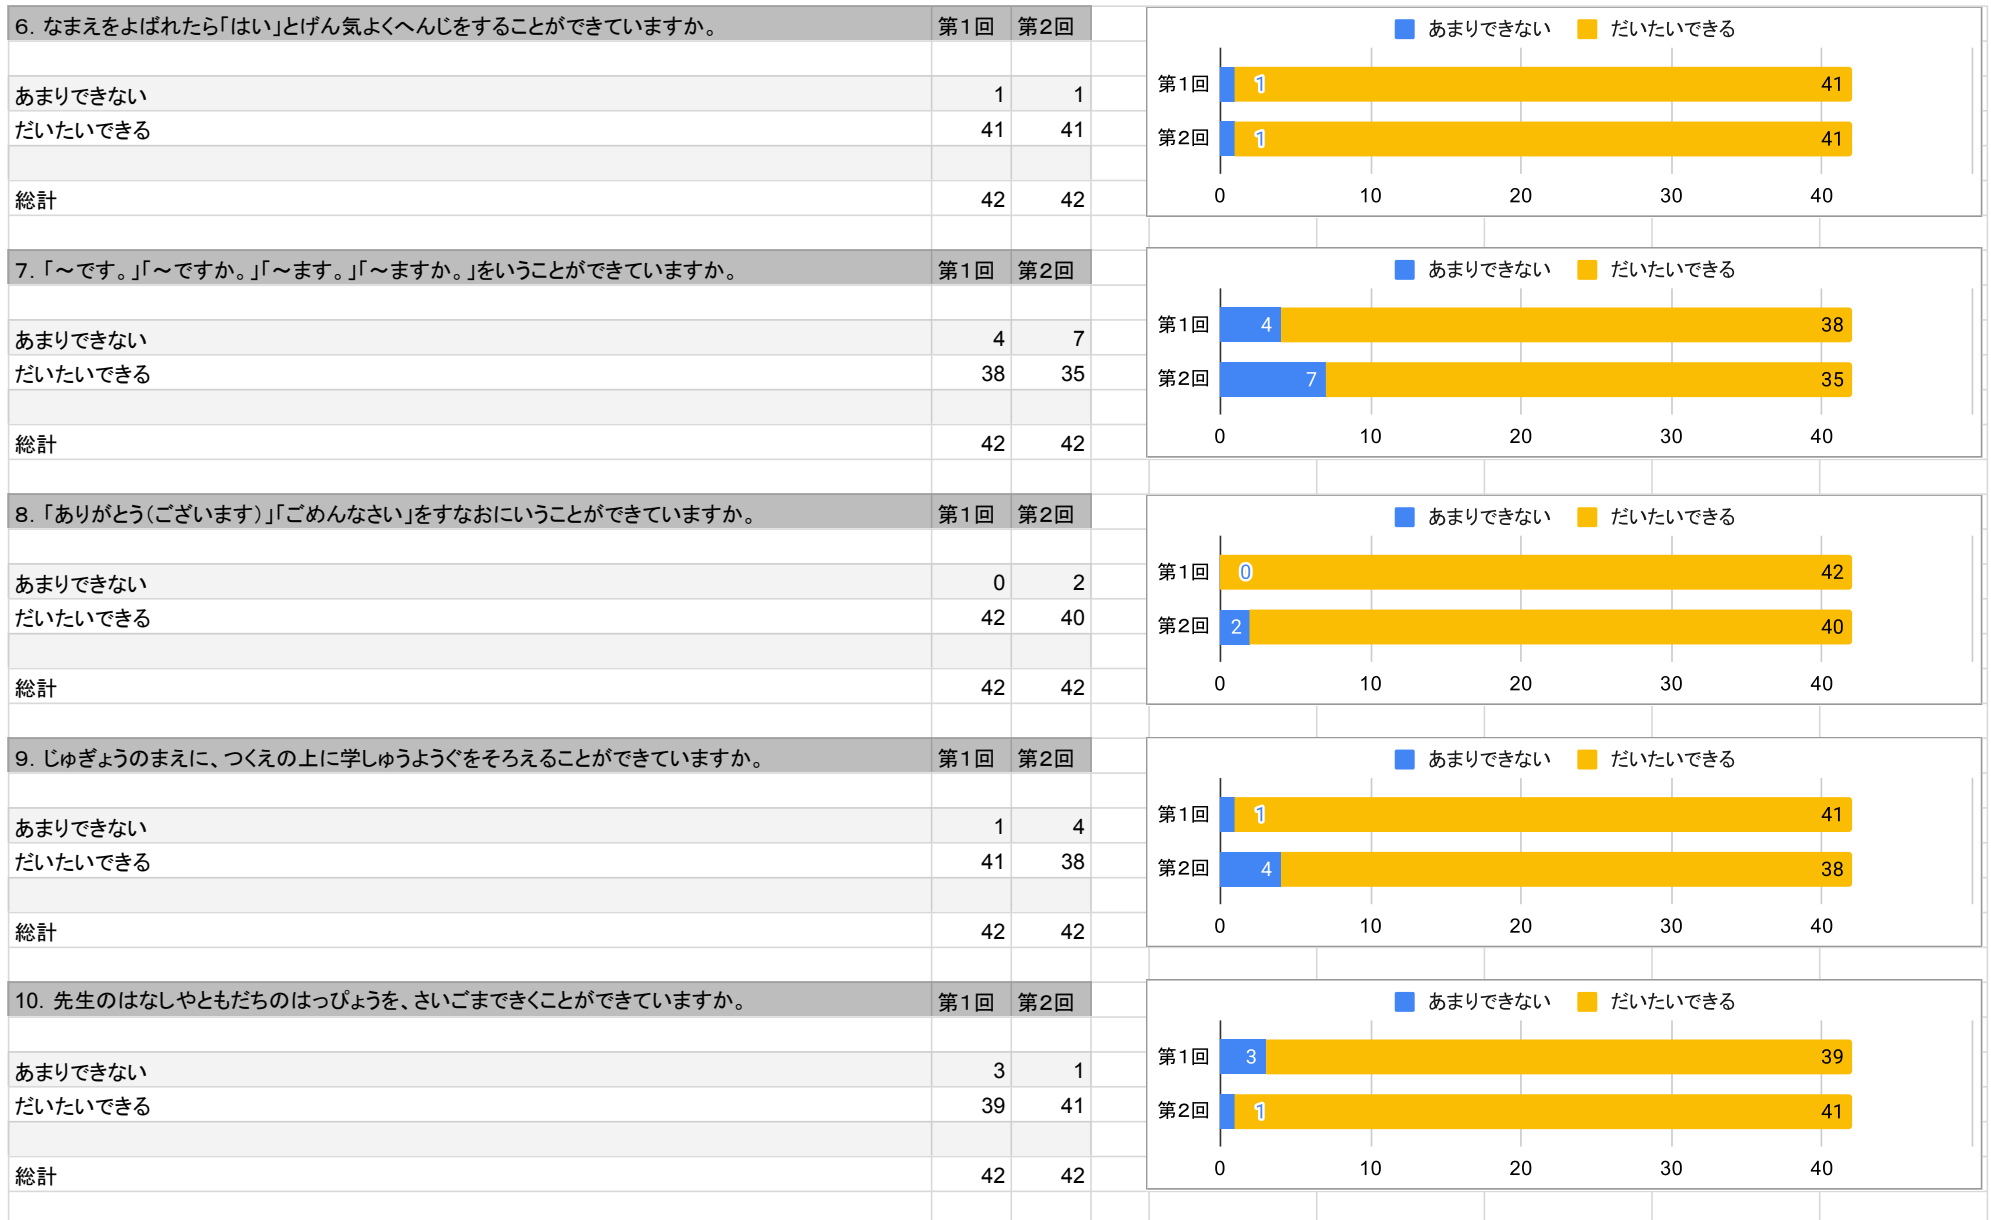 6．なまえをよばれたら「はい」とげん気よくへんじをすることができていますか。 第1回 第2回
あまりできない 1 1
だいたいできる 41 41
総計 42 42
あまりできない だいたいできる
第1回 1 41
第2回 1 41
0 10 20 30 40
7．「～です。」「～ですか。」「～ます。」「～ますか。」をいうことができていますか。 第1回 第2回
あまりできない 4 7
だいたいできる 38 35
総計 42 42
あまりできない だいたいできる
第1回 4 38
第2回 7 35
0 10 20 30 40
8．「ありがとう（ございます）」「ごめんなさい」をすなおにいうことができていますか。 第1回 第2回
あまりできない 0 2
だいたいできる 42 40
総計 42 42
あまりできない だいたいできる
第1回 0 42
第2回 2 40
0 10 20 30 40
9．じゅぎょうのまえに、つくえの上に学しゅうようぐをそろえることができていますか。 第1回 第2回
あまりできない 1 4
だいたいできる 41 38
総計 42 42
あまりできない だいたいできる
第1回 1 41
第2回 4 38
0 10 20 30 40
10．先生のはなしやともだちのはっぴょうを、さいごまできくことができていますか。 第1回 第2回
あまりできない 3 1
だいたいできる 39 41
総計 42 42
あまりできない だいたいできる
第1回 3 39
第2回 1 41
0 10 20 30 40